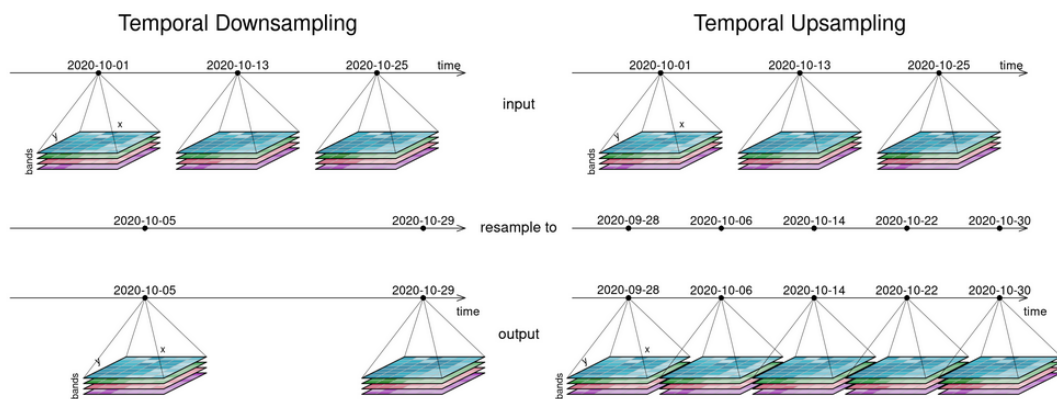 Temporal Downsampling
Temporal Upsampling
2020-10-01 2020-10-13 2020-10-25 time
2020-10-01 2020-10-13 2020-10-25 time
input
x
y
bands
x
y
bands
2020-10-05 2020-10-29
resample to
2020-09-28 2020-10-06 2020-10-14 2020-10-22 2020-10-30
2020-10-05 2020-10-29
time
2020-09-28 2020-10-06 2020-10-14 2020-10-22 2020-10-30
time
output
x
y
bands
x
y
bands